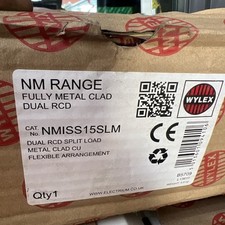 NM RANGE
FULLY METAL CLAD
DUAL RCD
WYLEX
CAT.
No.
NMISS15SLM
DUAL RCD SPLIT LOAD
METAL CLAD CU
FLEXIBLE ARRANGEMENT
CE
Qty1
WWW.ELECTRIUM.CO.UK